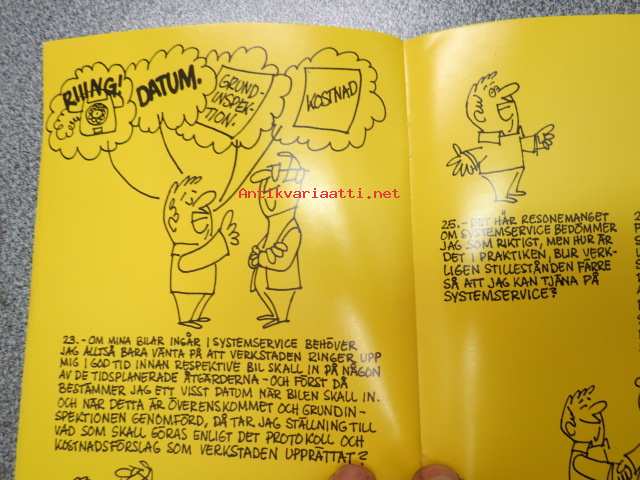 RIIING!
DATUM.
GRUND-
INSPEK-
TION.
KOSTNAD
Antikvariaatti.net
23.-OM MINA BILAR INGÅR I SYSTEMSERVICE BEHÖVER
JAG ALLTSÅ BARA VÄNTA PÅ ATT VERKSTADEN RINGER UPP
MIG I GOD TID INNAN RESPEKTIVE BIL SKALL IN PÅ NÅGON
AV DE TIDSPLANERADE ÅTGÄRDERNA - OCH FÖRST DÅ
BESTÄMMER JAG ETT VISST DATUM NÄR BILEN SKALL IN.
OCH NÄR DETTA ÄR ÖVERENSKOMMET OCH GRUNDIN-
SPEKTIONEN GENOMFÖRD, DÅ TAR JAG STÄLLNING TILL
VAD SOM SKALL GÖRAS ENLIGT DET PROTOKOLL OCH
KOSTNADSFÖRSLAG SOM VERKSTADEN UPPRÄTTAT?
25.-DET HÄR RESONEMANGET
OM SYSTEMSERVICE BEDÖMER
JAG SOM RIKTIGT, MEN HUR ÄR
DET I PRAKTIKEN, BLIR VERK-
LIGEN STILLESTÅNDEN FÄRRE
SÅ ATT JAG KAN TJÄNA PÅ
SYSTEMSERVICE?